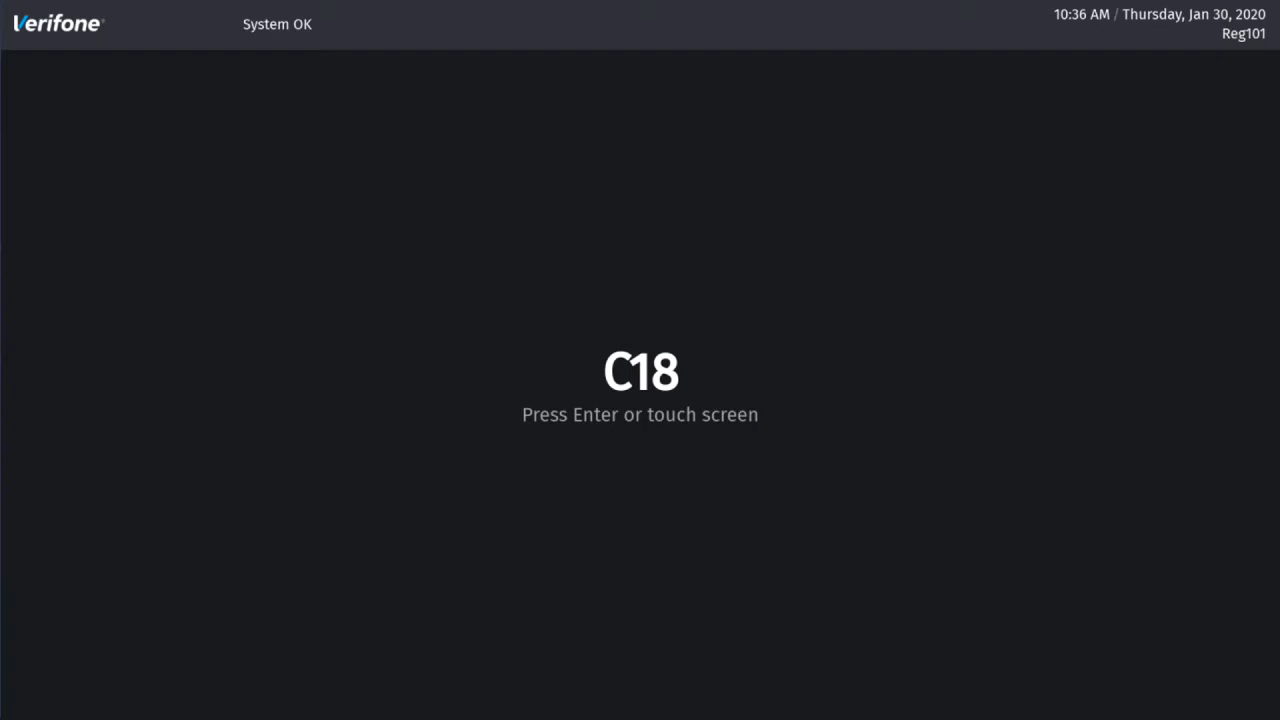 Verifone
System OK
10:36 AM / Thursday, Jan 30, 2020
Reg101
C18
Press Enter or touch screen